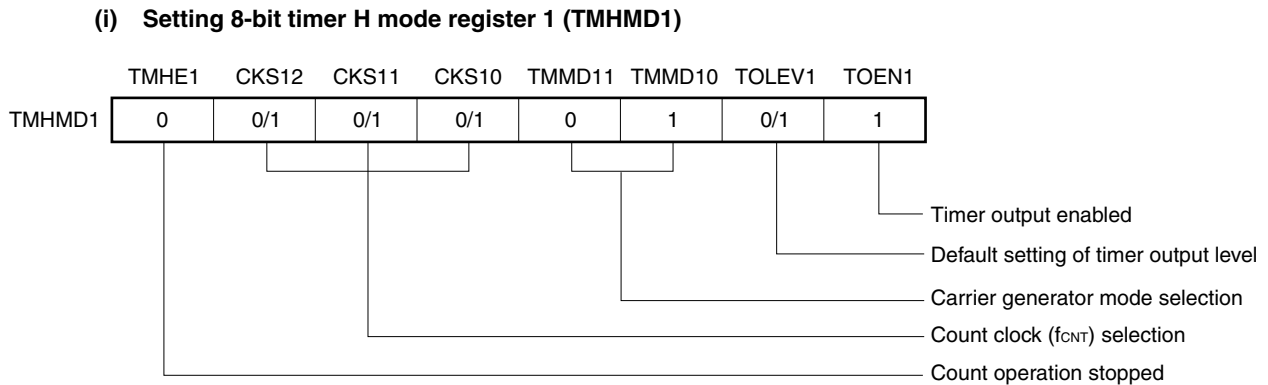 (i) Setting 8-bit timer H mode register 1 (TMHMD1)
TMHE1 CKS12 CKS11 CKS10 TMMD11 TMMD10 TOLEV1 TOEN1
TMHMD1 0 0/1 0/1 0/1 0 1 0/1 1
Timer output enabled
Default setting of timer output level
Carrier generator mode selection
Count clock (fCNT) selection
Count operation stopped